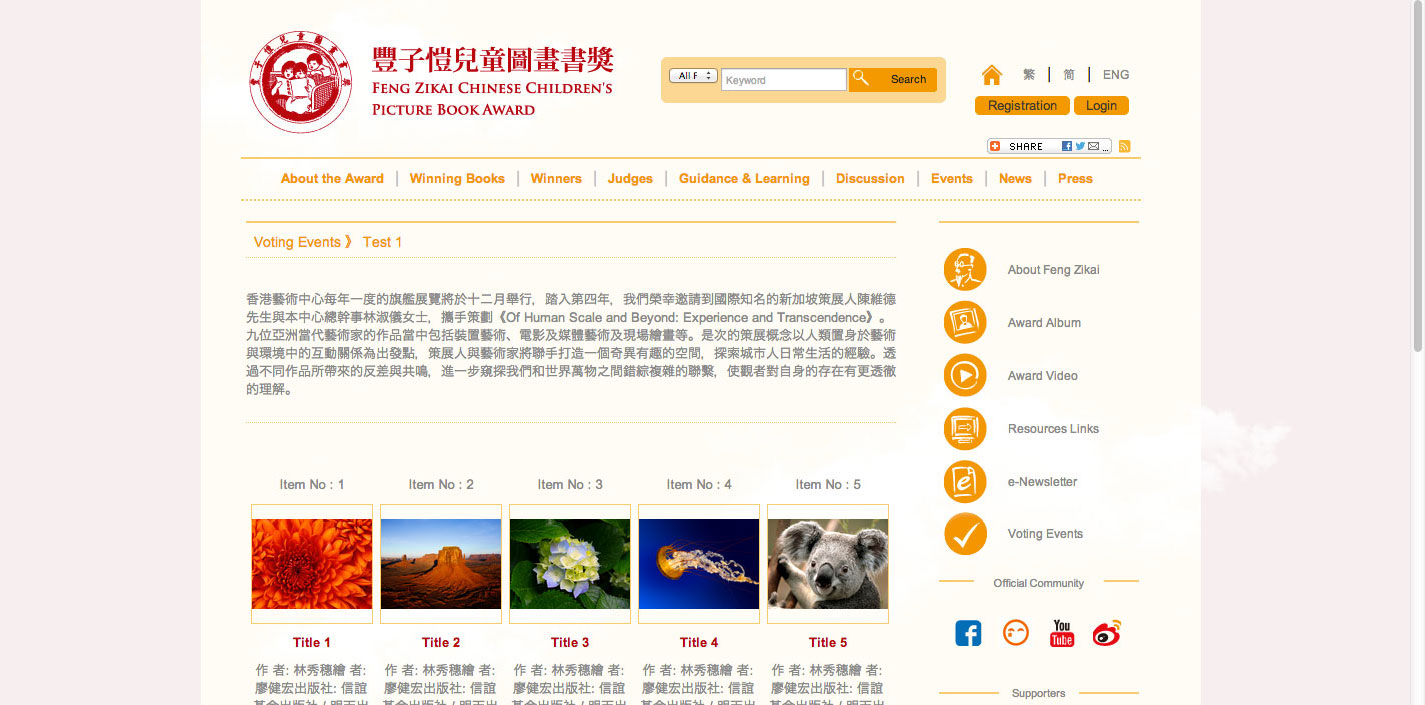 豐子愷兒童圖畫書獎
豐子愷兒童圖畫書獎
FENG ZIKAI CHINESE CHILDREN'S
PICTURE BOOK AWARD
All F
Keyword
Search
繁 | 簡 | ENG
Registration
Login
SHARE
About the Award | Winning Books | Winners | Judges | Guidance & Learning | Discussion | Events | News | Press
Voting Events 》 Test 1
香港藝術中心每年一度的旗艦展覽將於十二月舉行，踏入第四年，我們榮幸邀請到國際知名的新加坡策展人陳維德
先生與本中心總幹事林淑儀女士，攜手策劃《Of Human Scale and Beyond: Experience and Transcendence》。
九位亞洲當代藝術家的作品當中包括裝置藝術、電影及媒體藝術及現場繪畫等。是次的策展概念以人類置身於藝術
與環境中的互動關係為出發點，策展人與藝術家將聯手打造一個奇異有趣的空間，探索城市人日常生活的經驗。透
過不同作品所帶來的反差與共鳴，進一步窺探我們和世界萬物之間錯綜複雜的聯繫，使觀者對自身的存在有更透徹
的理解。
Item No : 1
Item No : 2
Item No : 3
Item No : 4
Item No : 5
Title 1
Title 2
Title 3
Title 4
Title 5
作 者: 林秀穗繪 者:
廖健宏出版社: 信誼
作 者: 林秀穗繪 者:
廖健宏出版社: 信誼
作 者: 林秀穗繪 者:
廖健宏出版社: 信誼
作 者: 林秀穗繪 者:
廖健宏出版社: 信誼
作 者: 林秀穗繪 者:
廖健宏出版社: 信誼
About Feng Zikai
Award Album
Award Video
Resources Links
e-Newsletter
Voting Events
Official Community
You
Tube
Supporters